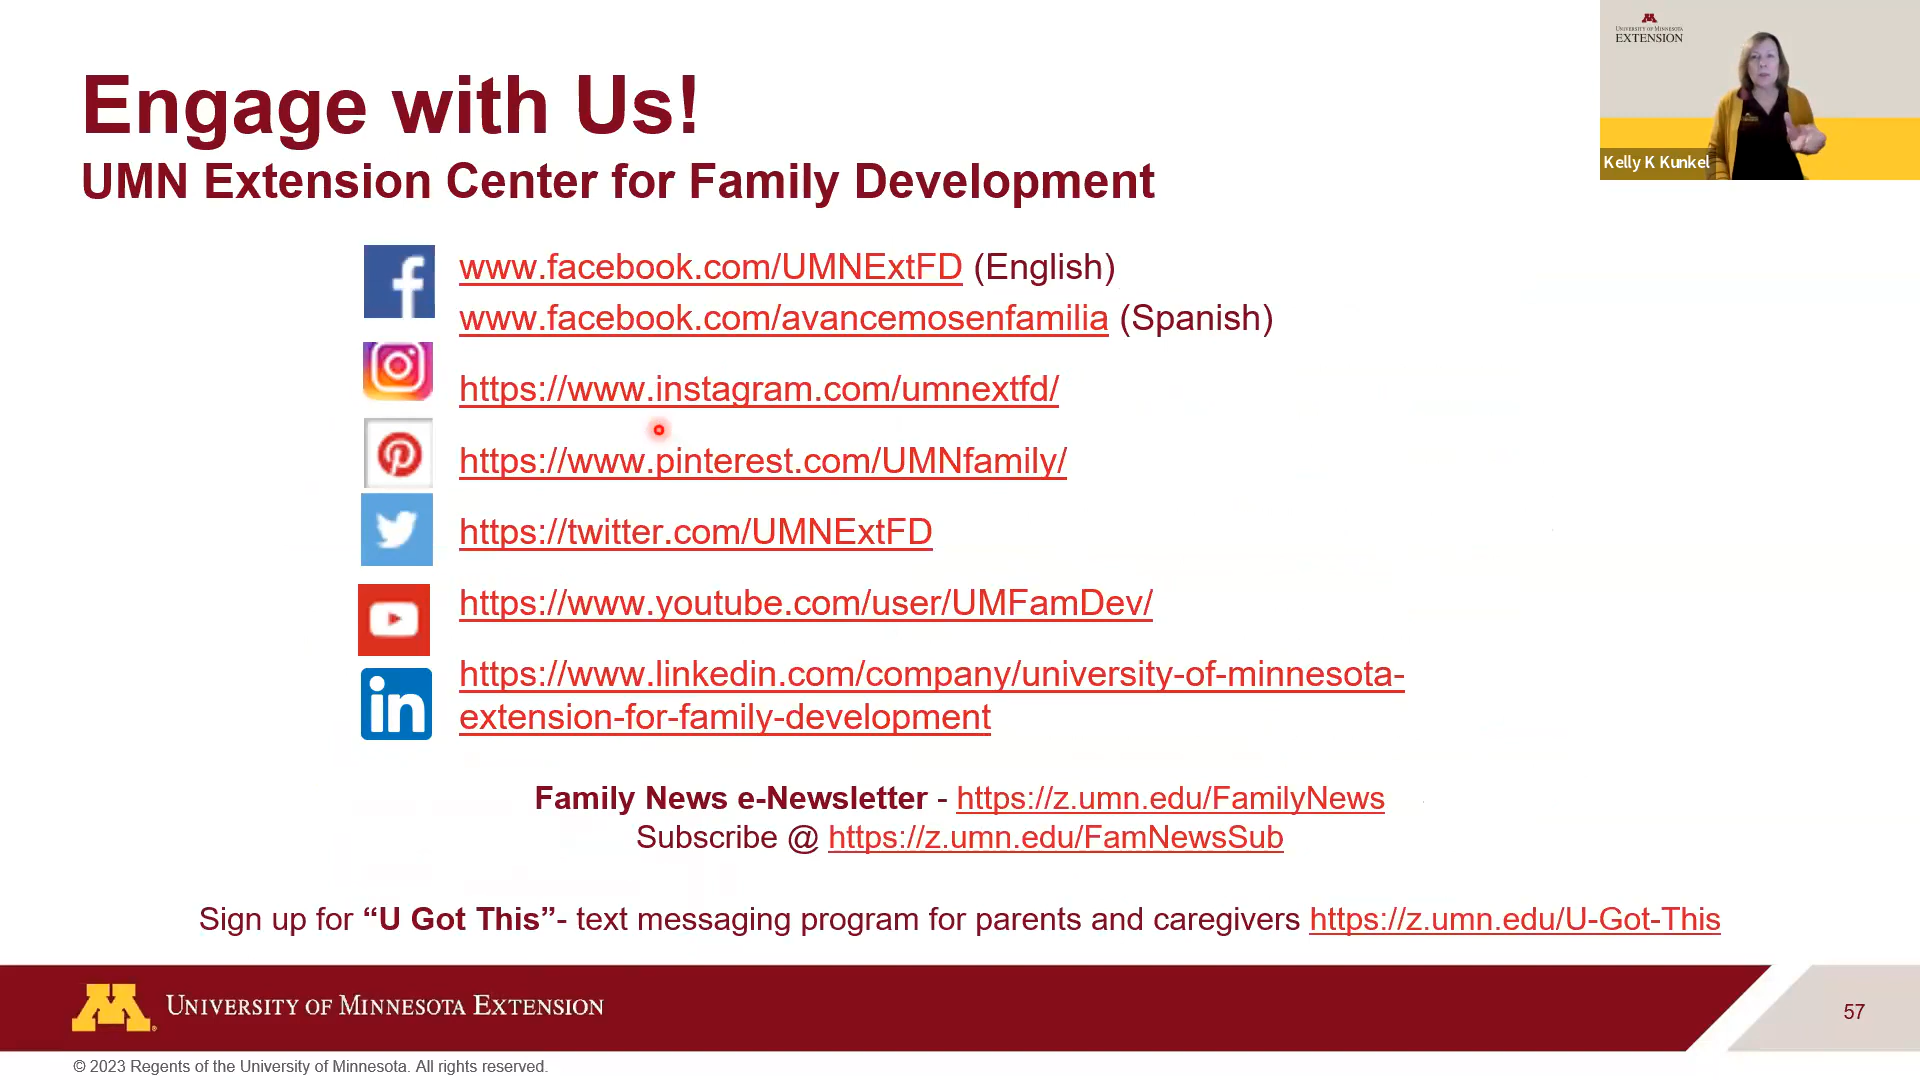 Engage with Us!
UMN Extension Center for Family Development
www.facebook.com/UMNExtFD (English)
www.facebook.com/avancemosenfamilia (Spanish)
https://www.instagram.com/umnextfd/
https://www.pinterest.com/UMNfamily/
https://twitter.com/UMNExtFD
https://www.youtube.com/user/UMFamDev/
https://www.linkedin.com/company/university-of-minnesota-
extension-for-family-development
Family News e-Newsletter - https://z.umn.edu/FamilyNews
Subscribe @ https://z.umn.edu/FamNewsSub
Sign up for “U Got This”- text messaging program for parents and caregivers https://z.umn.edu/U-Got-This
UNIVERSITY OF MINNESOTA EXTENSION
57
© 2023 Regents of the University of Minnesota. All rights reserved.
UNIVERSITY OF MINNESOTA
EXTENSION
Kelly K Kunkel